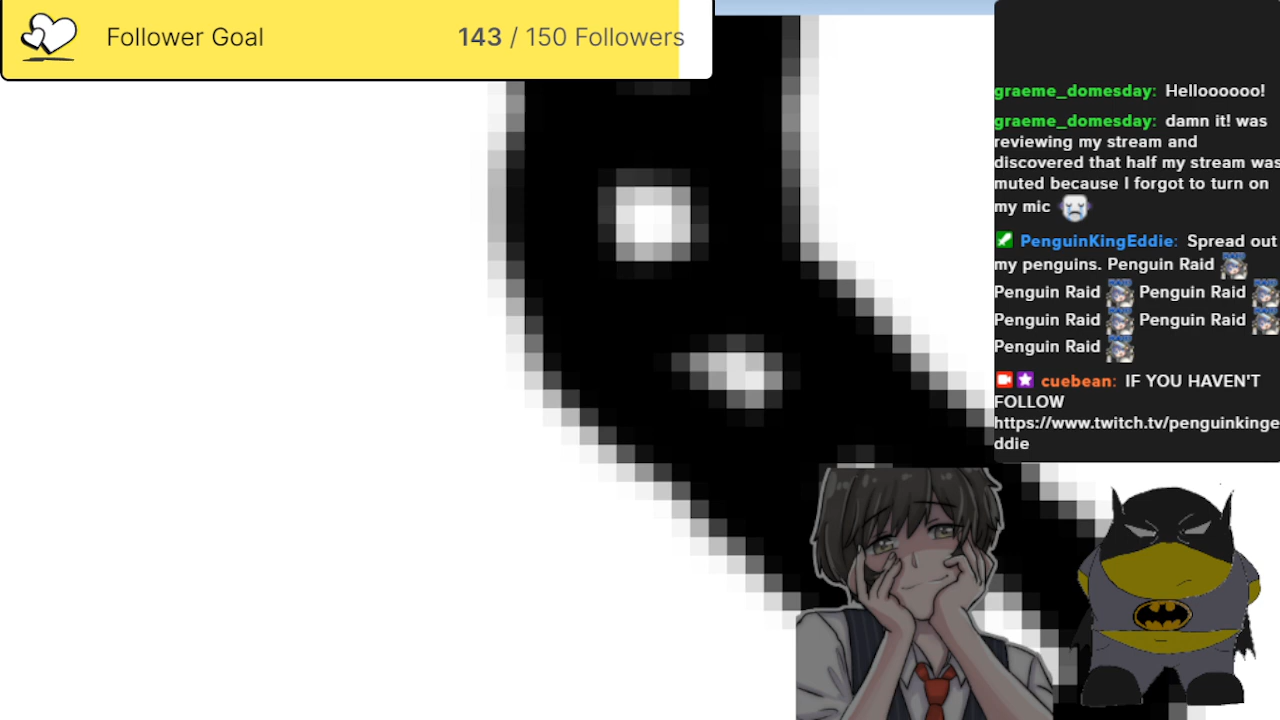 Follower Goal
143 / 150 Followers
graeme_domesday: Helloooooo!
graeme_domesday: damn it! was
reviewing my stream and
discovered that half my stream was
muted because I forgot to turn on
my mic
PenguinKingEddie: Spread out
my penguins. Penguin Raid
Penguin Raid Penguin Raid
Penguin Raid Penguin Raid
Penguin Raid
cuebean: IF YOU HAVEN'T
FOLLOW
https://www.twitch.tv/penguinkinge
ddie